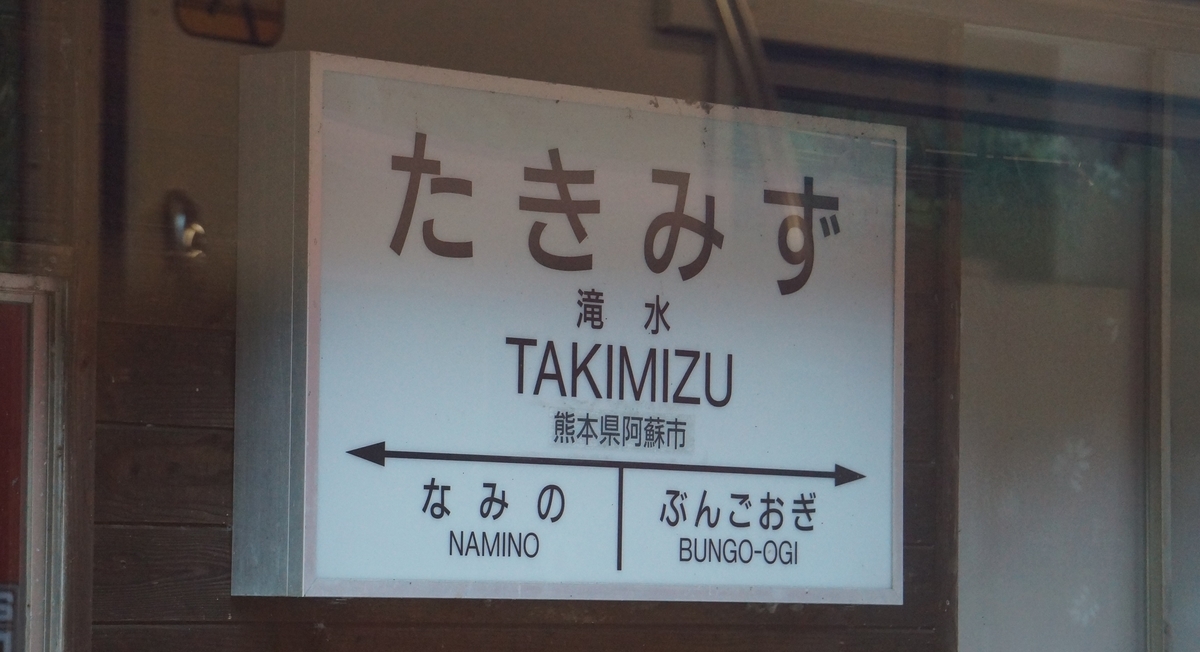 たきみず
滝水
TAKIMIZU
熊本県阿蘇市
なみの ぶんごおぎ
NAMINO BUNGO-OGI